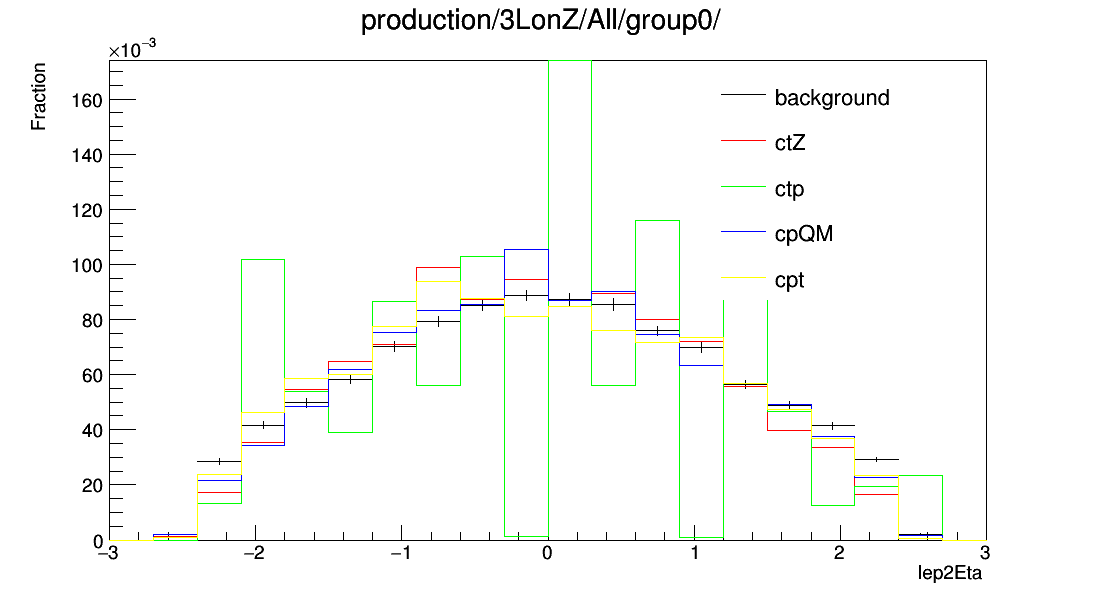 production/3LonZ/All/group0/
×10⁻³
Fraction
160
140
120
100
80
60
40
20
0
−3 −2 −1 0 1 2 3
lep2Eta
background
ctZ
ctp
cpQM
cpt